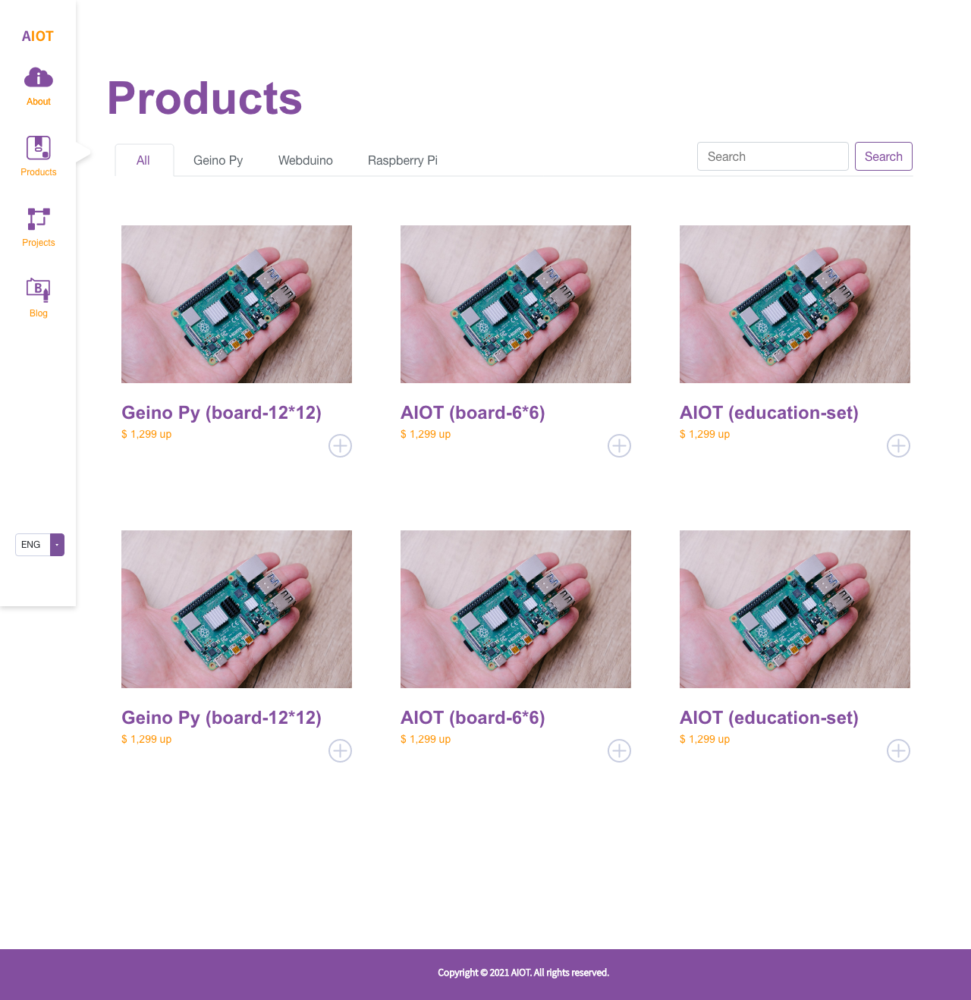 AIOT
About
Products
Projects
Blog
ENG
Products
All
Geino Py
Webduino
Raspberry Pi
Search
Search
Geino Py (board-12*12)
$ 1,299 up
AIOT (board-6*6)
$ 1,299 up
AIOT (education-set)
$ 1,299 up
Geino Py (board-12*12)
$ 1,299 up
AIOT (board-6*6)
$ 1,299 up
AIOT (education-set)
$ 1,299 up
Copyright © 2021 AIOT. All rights reserved.